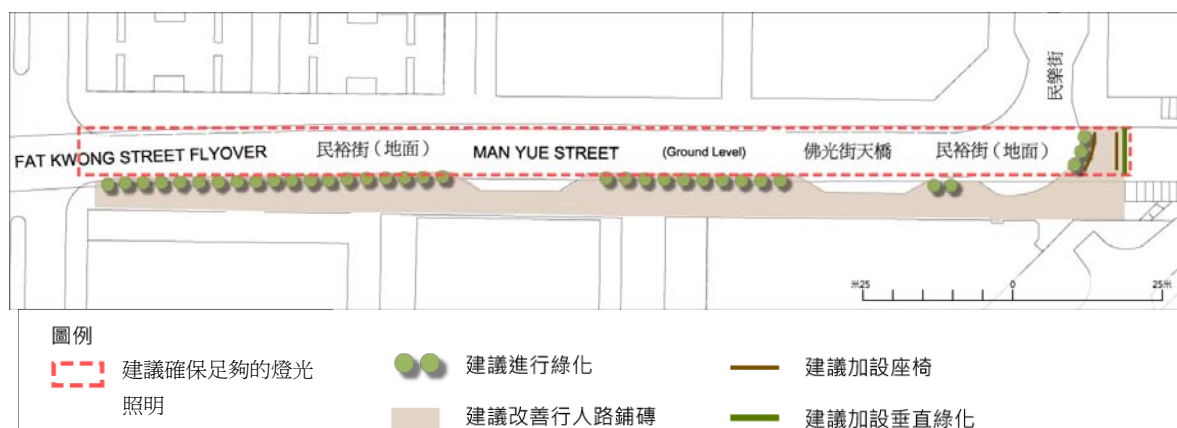 民樂街
FAT KWONG STREET FLYOVER
民裕街（地面）
MAN YUE STREET
(Ground Level)
佛光街天橋
民裕街（地面）
米25
0
25米
圖例
建議確保足夠的燈光
照明
建議進行綠化
建議加設座椅
建議改善行人路鋪磚
建議加設垂直綠化